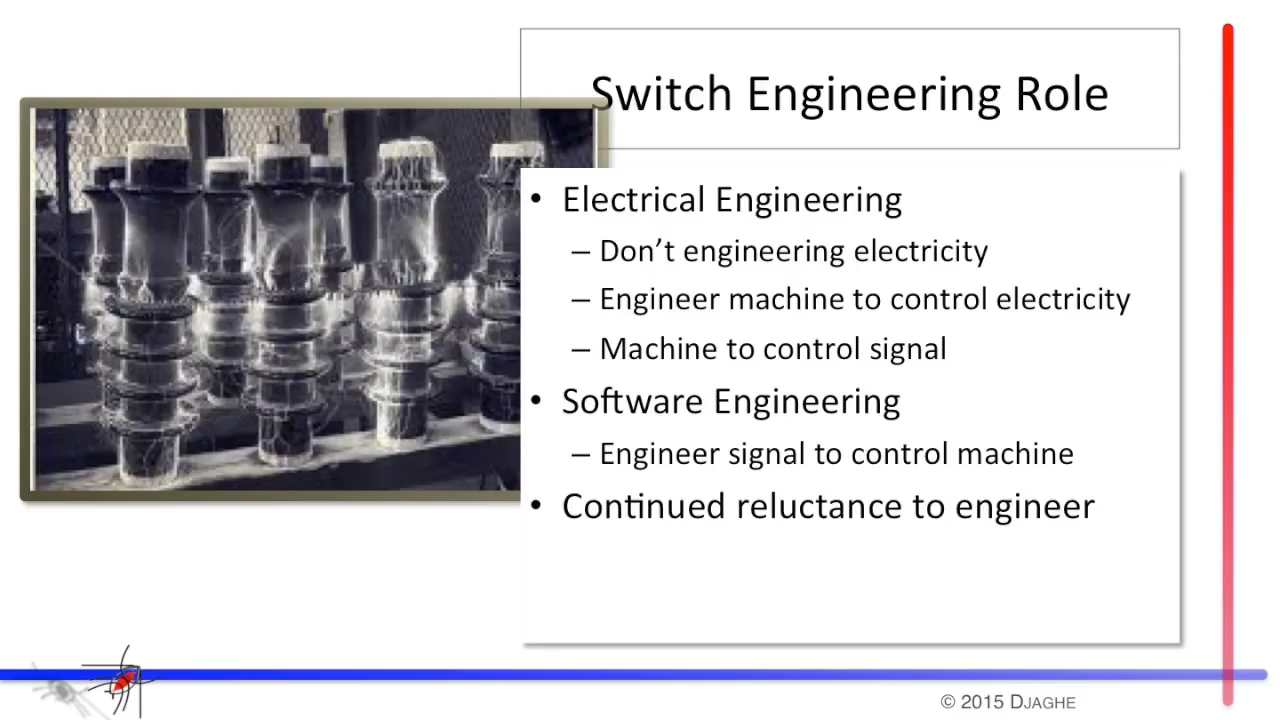 Switch Engineering Role
• Electrical Engineering
– Don’t engineering electricity
– Engineer machine to control electricity
– Machine to control signal
• Software Engineering
– Engineer signal to control machine
• Continued reluctance to engineer
© 2015 DJAGHE